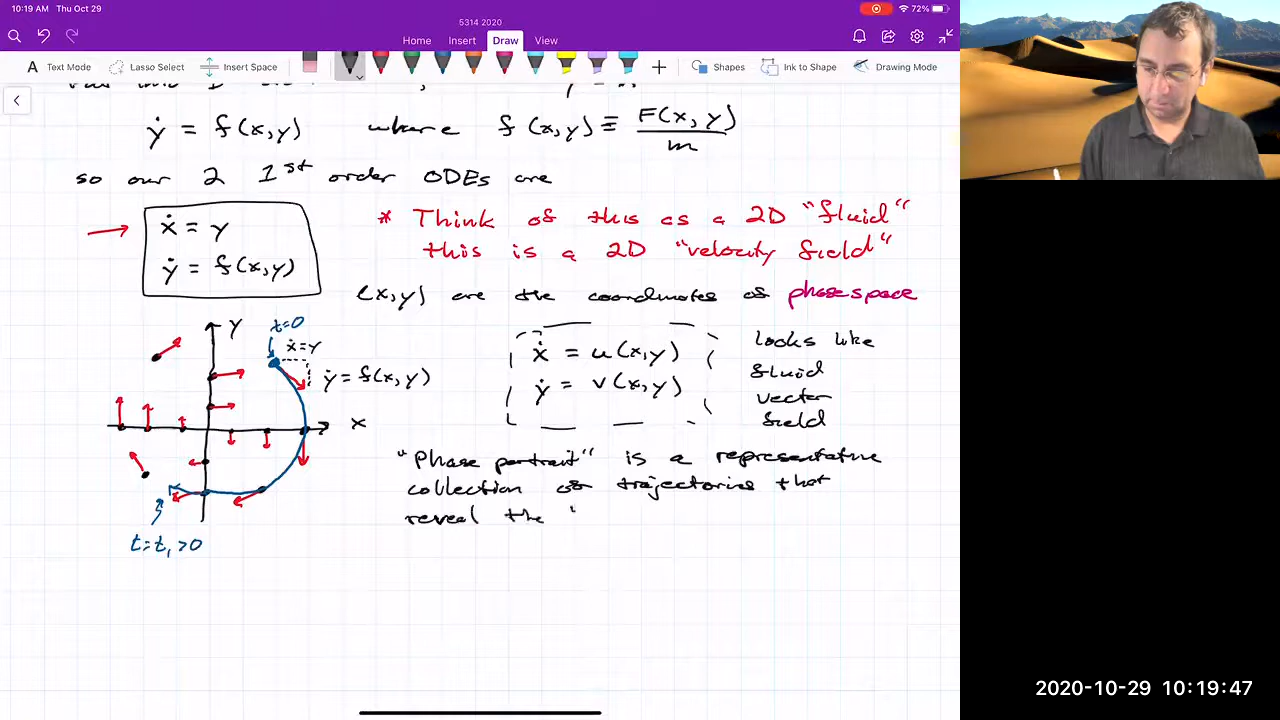 10:19 AM Thu Oct 29
72%
5314 2020
Home Insert Draw View
Text Mode Lasso Select Insert Space Shapes Ink to Shape Drawing Mode
ẏ = f(x,y) where f(x,y) ≡ F(x,y)/m
so our 2 1st order ODEs are
ẋ = y
ẏ = f(x,y)
* Think of this as a 2D "fluid"
this is a 2D "velocity field"
(x,y) are the coordinates of phase space
y
t=0
ẋ=y
ẏ=f(x,y)
x
t=t₁>0
ẋ = u(x,y)
ẏ = v(x,y)
looks like
fluid
vector
field
"Phase portrait" is a representative
collection of trajectories that
reveal the "
2020-10-29 10:19:47